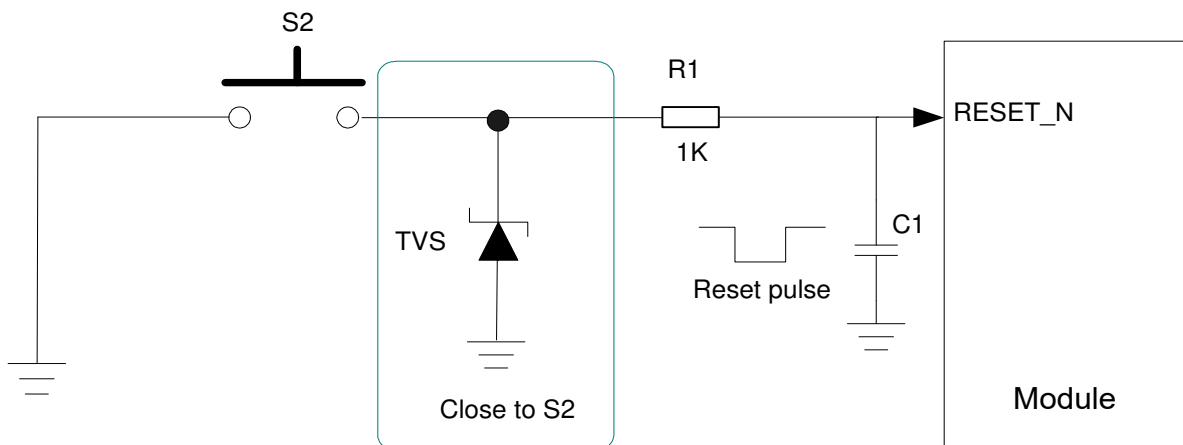 S2
R1
RESET_N
1K
C1
TVS
Reset pulse
Close to S2
Module